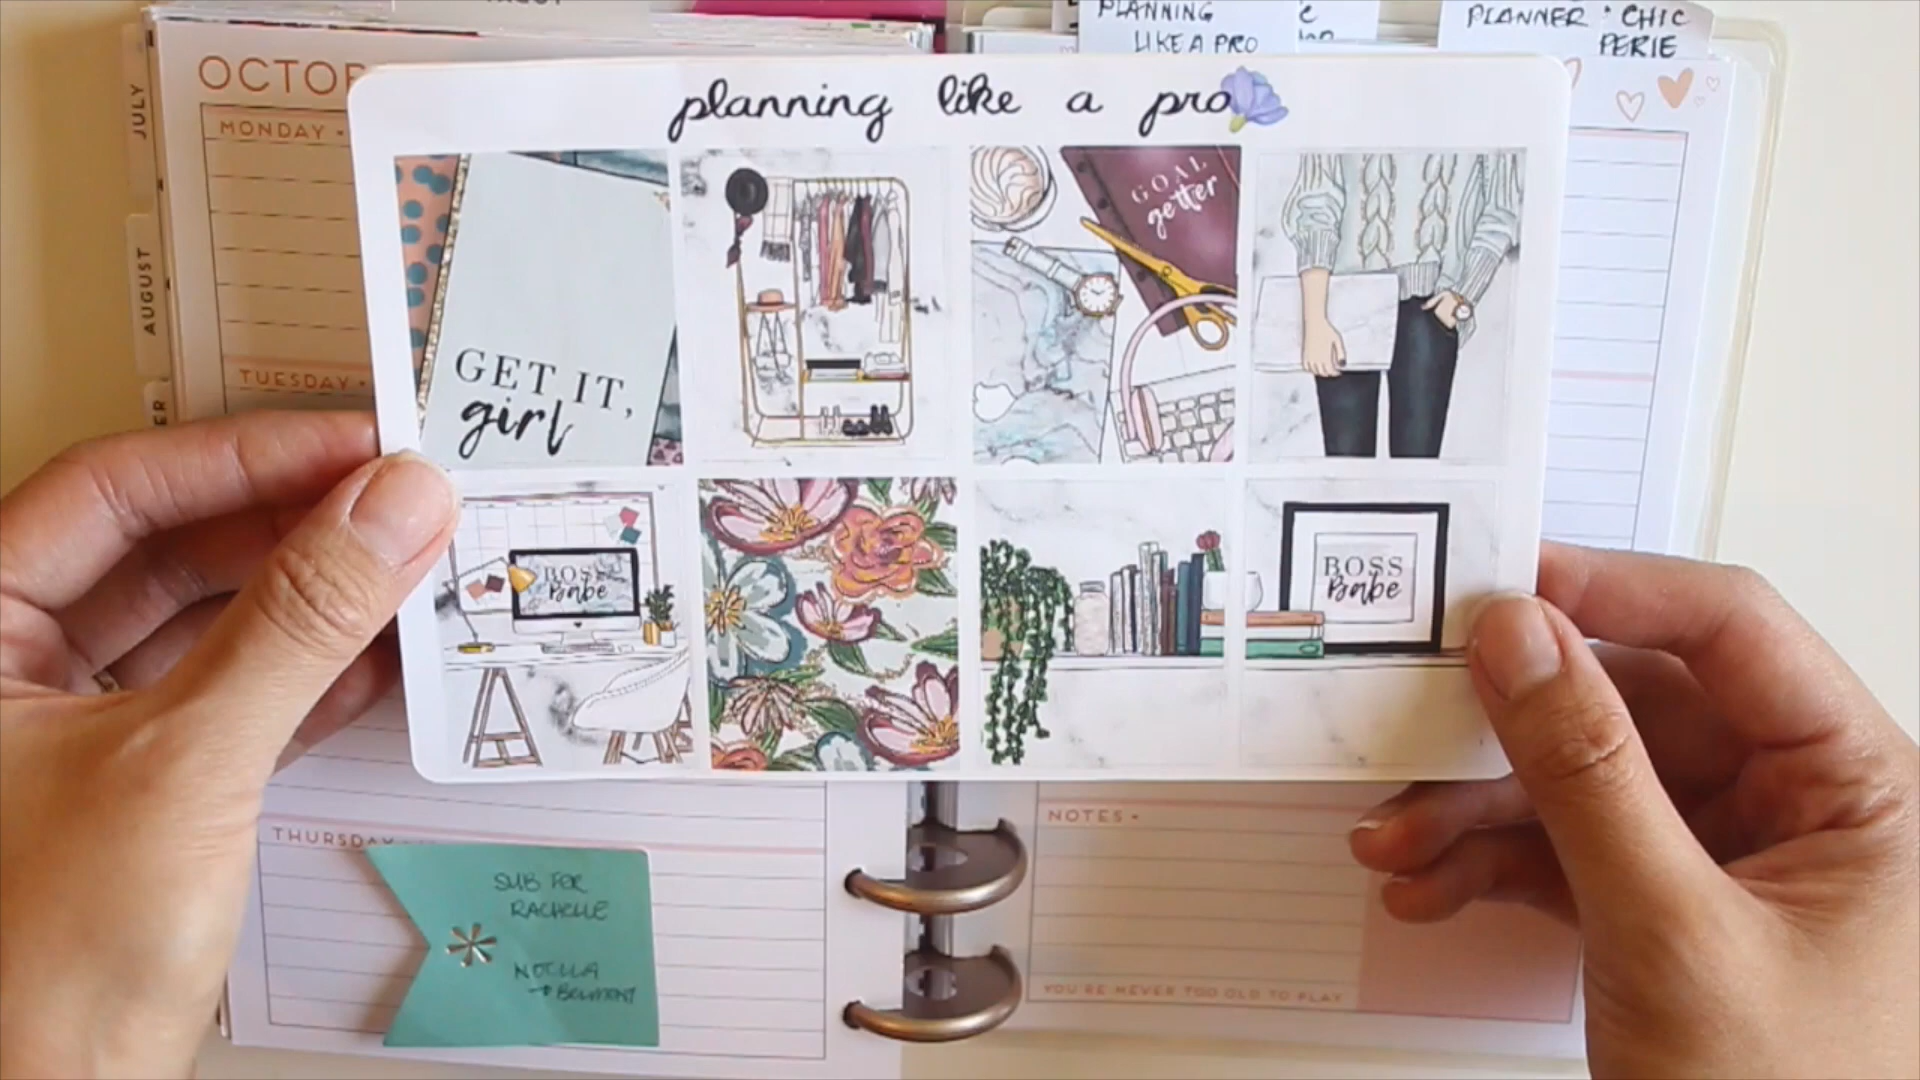 PLANNING
LIKE A PRO
PLANNER • CHIC
PERIE
OCTOB
JULY
MONDAY •
AUGUST
TUESDAY •
planning like a pro
GET IT,
girl
GOAL
getter
BOSS
Babe
BOSS
Babe
THURSDAY
SUB FOR
RACHELLE
NOTES •
YOU'RE NEVER TOO OLD TO PLAY